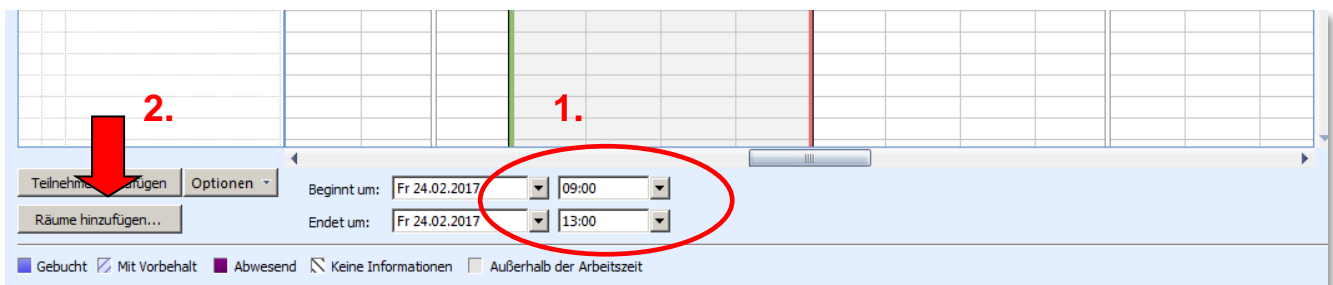 2.
1.
Teilnehme fügen Optionen
Beginnt um: Fr 24.02.2017 09:00
Räume hinzufügen...
Endet um: Fr 24.02.2017 13:00
Gebucht Mit Vorbehalt Abwesend Keine Informationen Außerhalb der Arbeitszeit